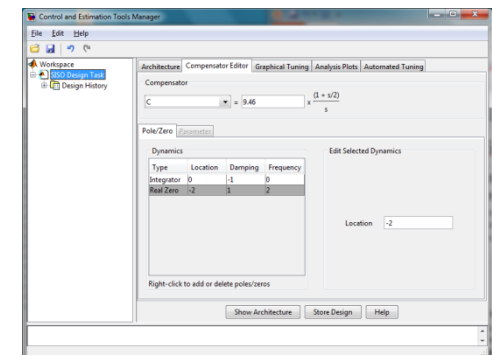 Control and Estimation Tools Manager
File Edit Help
Workspace
SISO Design Task
Design History
Architecture Compensator Editor Graphical Tuning Analysis Plots Automated Tuning
Compensator
C = 9.46 x (1 + s/2)
s
Pole/Zero Parameter
Dynamics
Edit Selected Dynamics
Type Location Damping Frequency
Integrator 0 -1 0
Real Zero -2 1 2
Location -2
Right-click to add or delete poles/zeros
Show Architecture Store Design Help